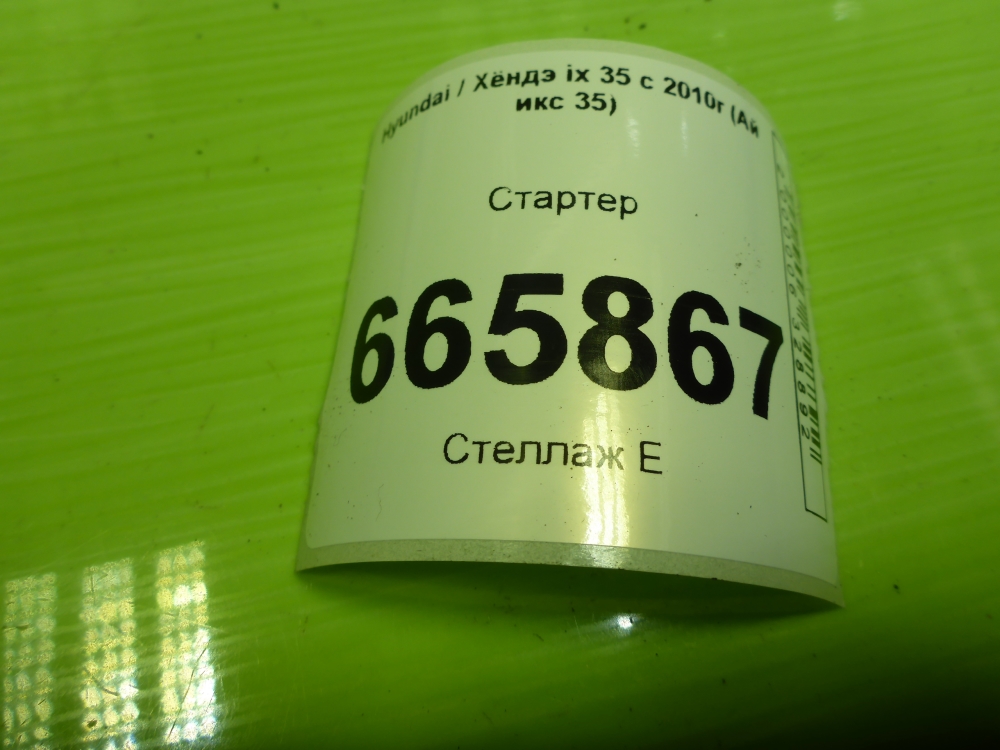 Hyundai / Хёндэ ix 35 с 2010г (Ай
икс 35)
Стартер
665867
Стеллаж Е